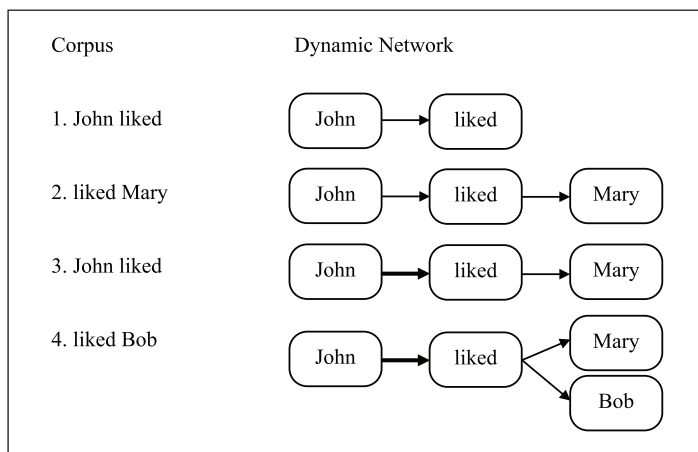 Corpus Dynamic Network
1. John liked John liked
2. liked Mary John liked Mary
3. John liked John liked Mary
4. liked Bob John liked Mary
Bob